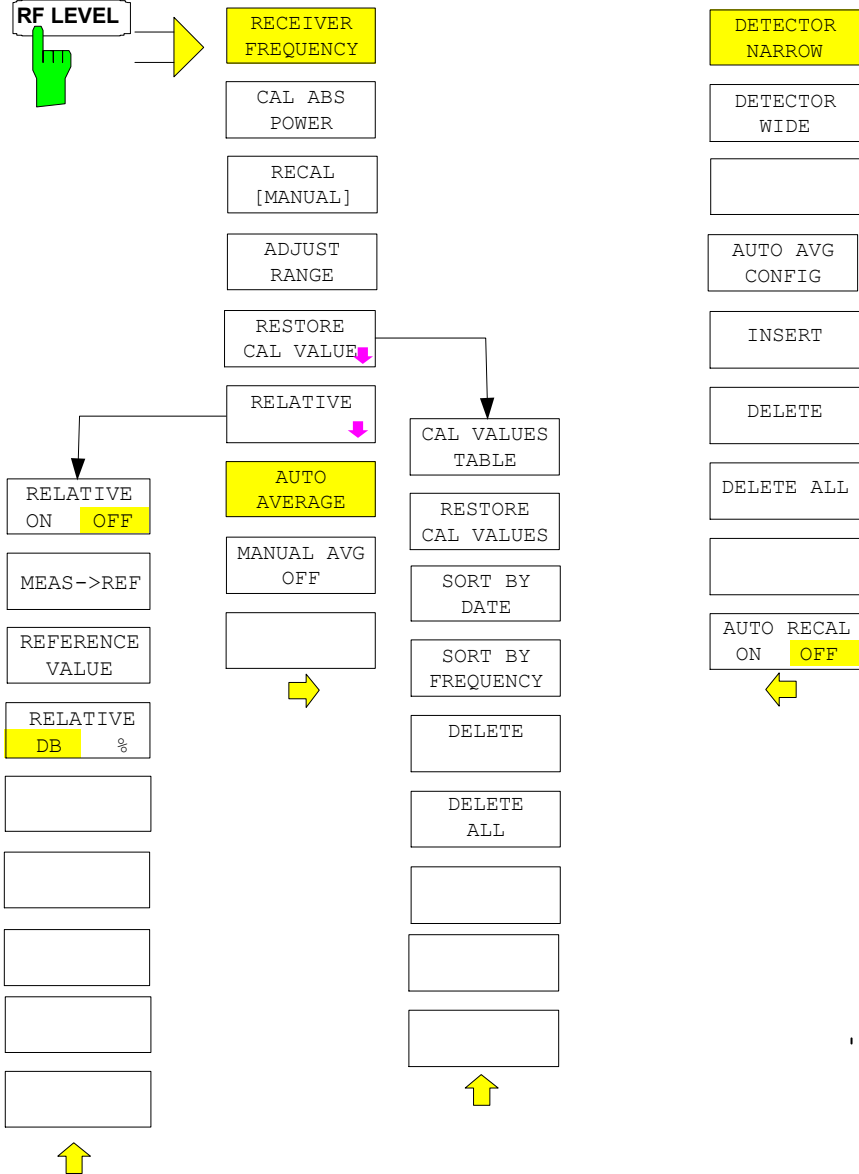 RF LEVEL
RECEIVER
FREQUENCY
CAL ABS
POWER
RECAL
[MANUAL]
ADJUST
RANGE
RESTORE
CAL VALUE
RELATIVE
AUTO
AVERAGE
MANUAL AVG
OFF
RELATIVE
ON OFF
MEAS->REF
REFERENCE
VALUE
RELATIVE
DB %
CAL VALUES
TABLE
RESTORE
CAL VALUES
SORT BY
DATE
SORT BY
FREQUENCY
DELETE
DELETE
ALL
DETECTOR
NARROW
DETECTOR
WIDE
AUTO AVG
CONFIG
INSERT
DELETE
DELETE ALL
AUTO RECAL
ON OFF